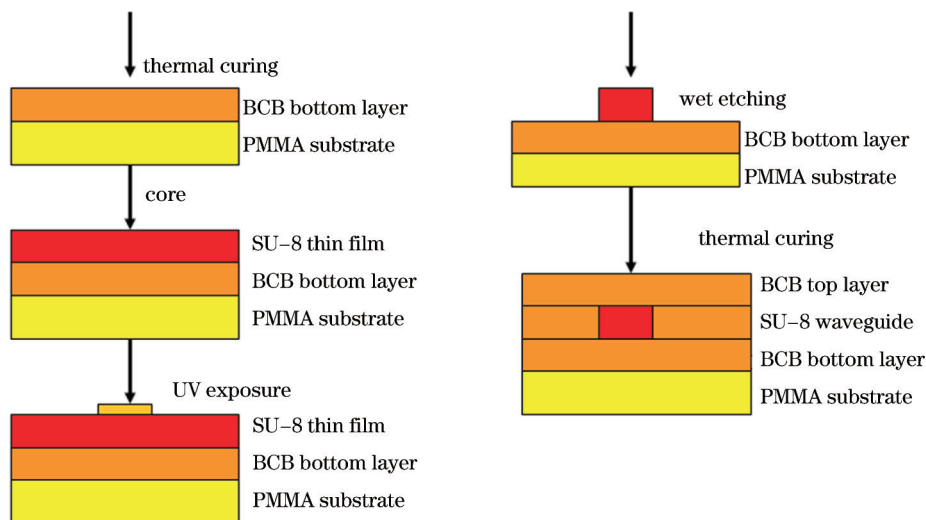 thermal curing
BCB bottom layer
PMMA substrate
core
SU-8 thin film
BCB bottom layer
PMMA substrate
UV exposure
SU-8 thin film
BCB bottom layer
PMMA substrate
wet etching
BCB bottom layer
PMMA substrate
thermal curing
BCB top layer
SU-8 waveguide
BCB bottom layer
PMMA substrate